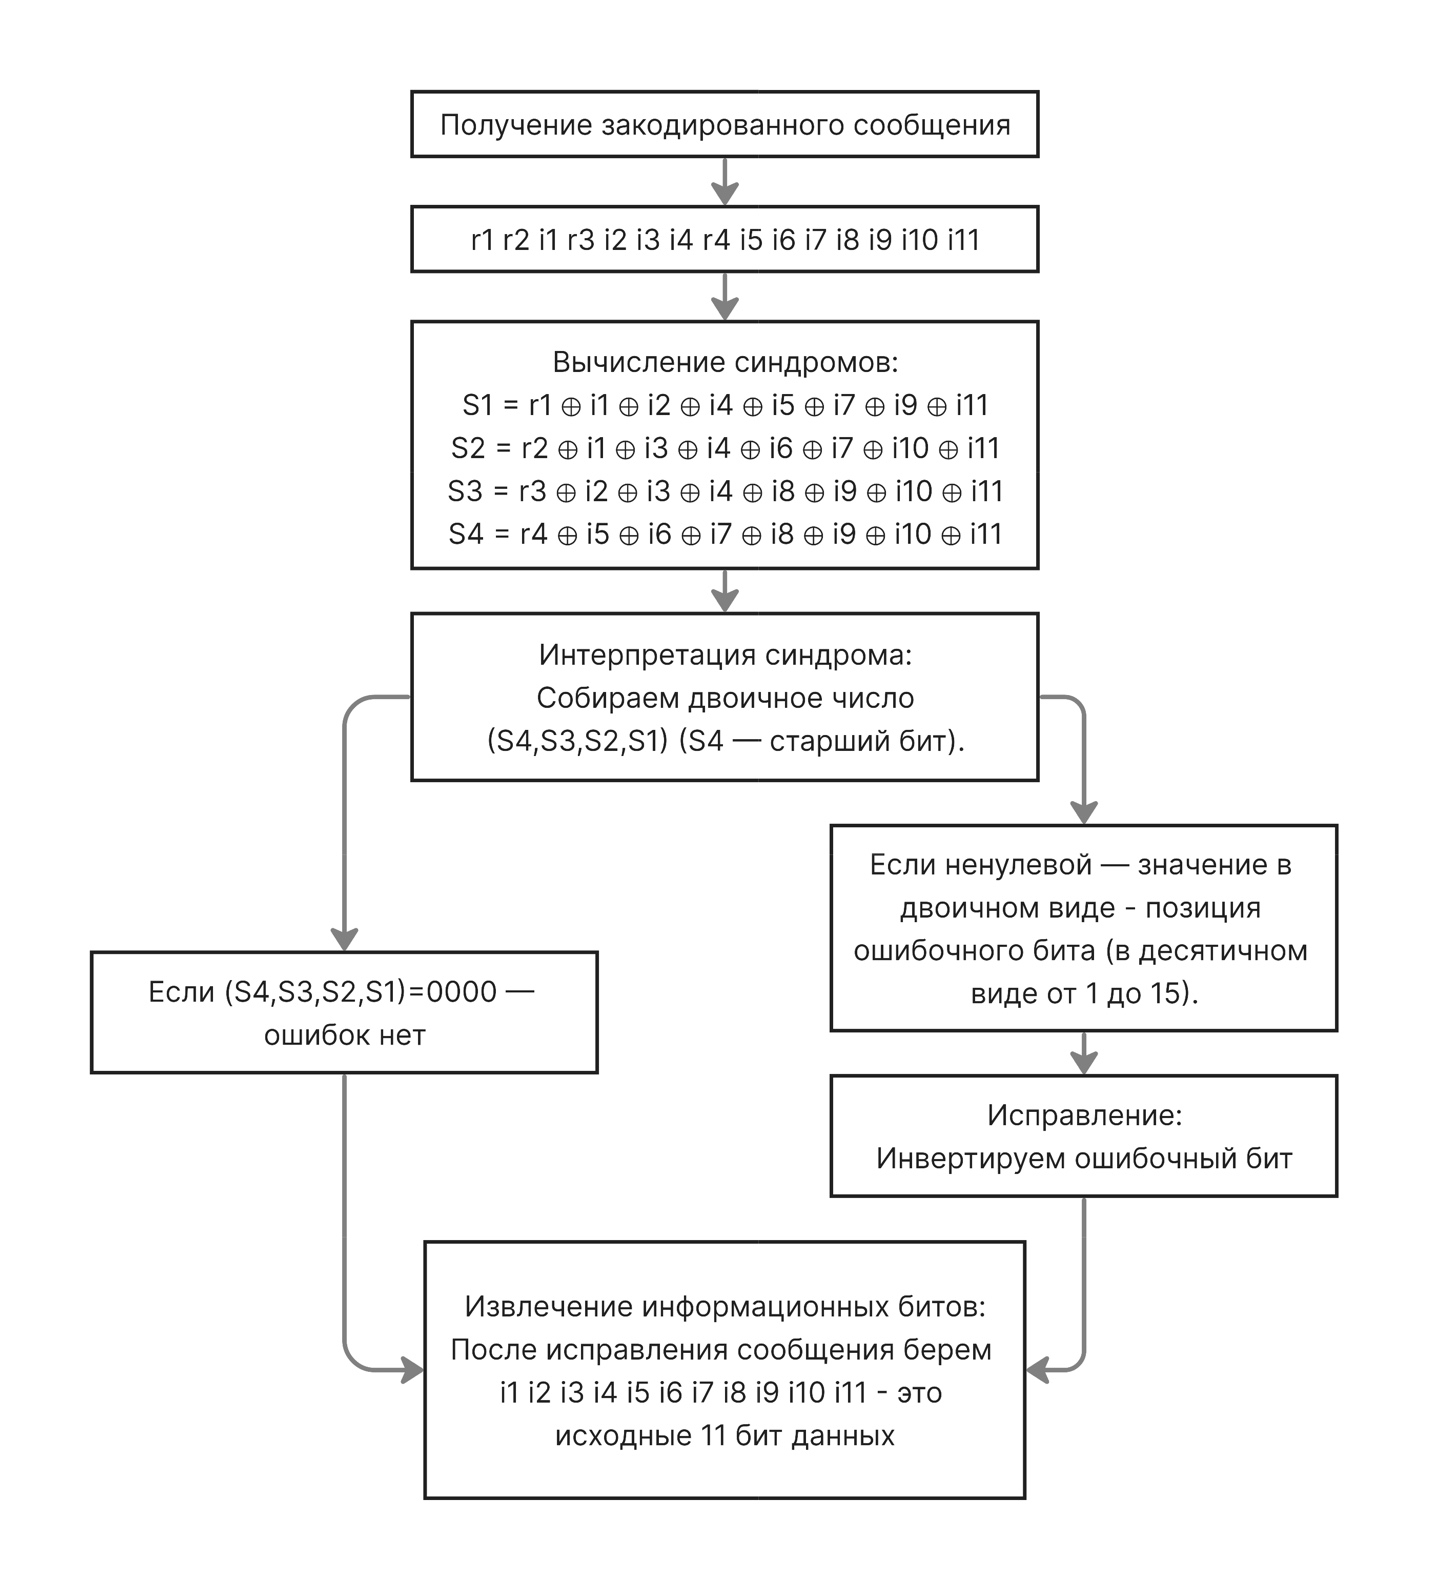 Получение закодированного сообщения
r1 r2 i1 r3 i2 i3 i4 r4 i5 i6 i7 i8 i9 i10 i11
Вычисление синдромов:
S1 = r1 ⊕ i1 ⊕ i2 ⊕ i4 ⊕ i5 ⊕ i7 ⊕ i9 ⊕ i11
S2 = r2 ⊕ i1 ⊕ i3 ⊕ i4 ⊕ i6 ⊕ i7 ⊕ i10 ⊕ i11
S3 = r3 ⊕ i2 ⊕ i3 ⊕ i4 ⊕ i8 ⊕ i9 ⊕ i10 ⊕ i11
S4 = r4 ⊕ i5 ⊕ i6 ⊕ i7 ⊕ i8 ⊕ i9 ⊕ i10 ⊕ i11
Интерпретация синдрома:
Собираем двоичное число
(S4,S3,S2,S1) (S4 — старший бит).
Если (S4,S3,S2,S1)=0000 —
ошибок нет
Если ненулевой — значение в
двоичном виде - позиция
ошибочного бита (в десятичном
виде от 1 до 15).
Исправление:
Инвертируем ошибочный бит
Извлечение информационных битов:
После исправления сообщения берем
i1 i2 i3 i4 i5 i6 i7 i8 i9 i10 i11 - это
исходные 11 бит данных